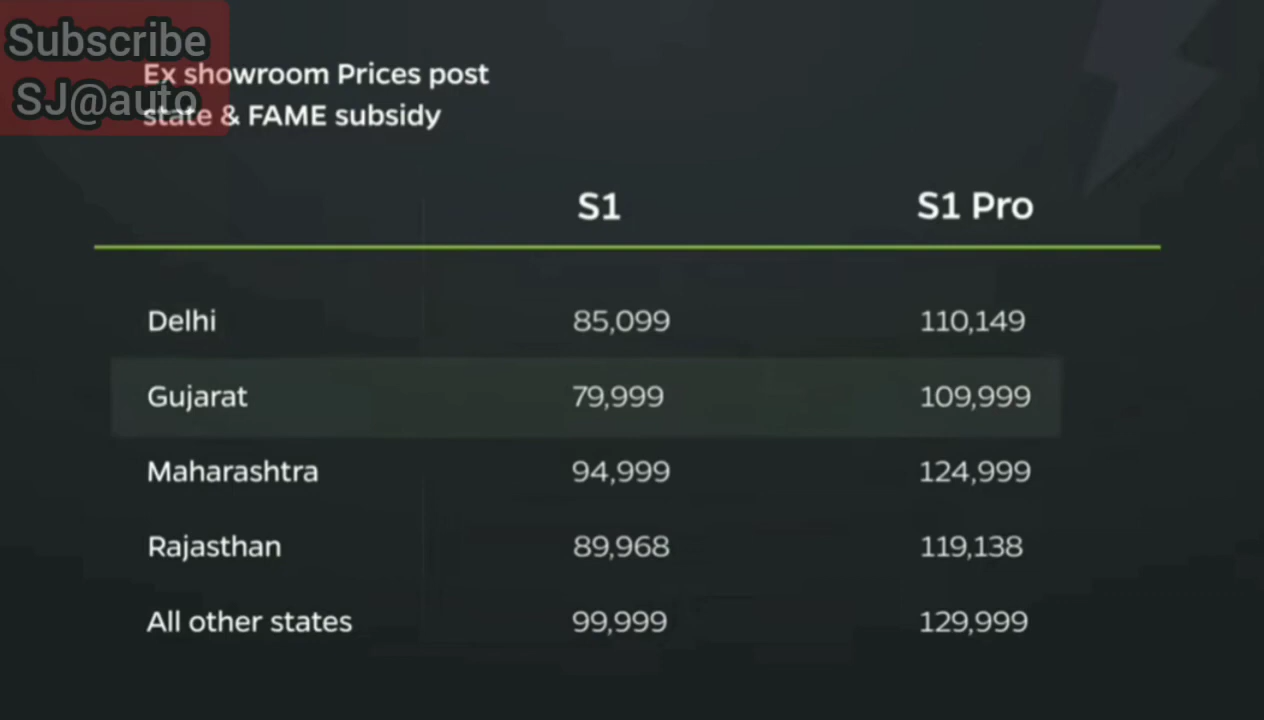 Subscribe
SJ@auto
Ex showroom Prices post
state & FAME subsidy
S1 S1 Pro
Delhi 85,099 110,149
Gujarat 79,999 109,999
Maharashtra 94,999 124,999
Rajasthan 89,968 119,138
All other states 99,999 129,999